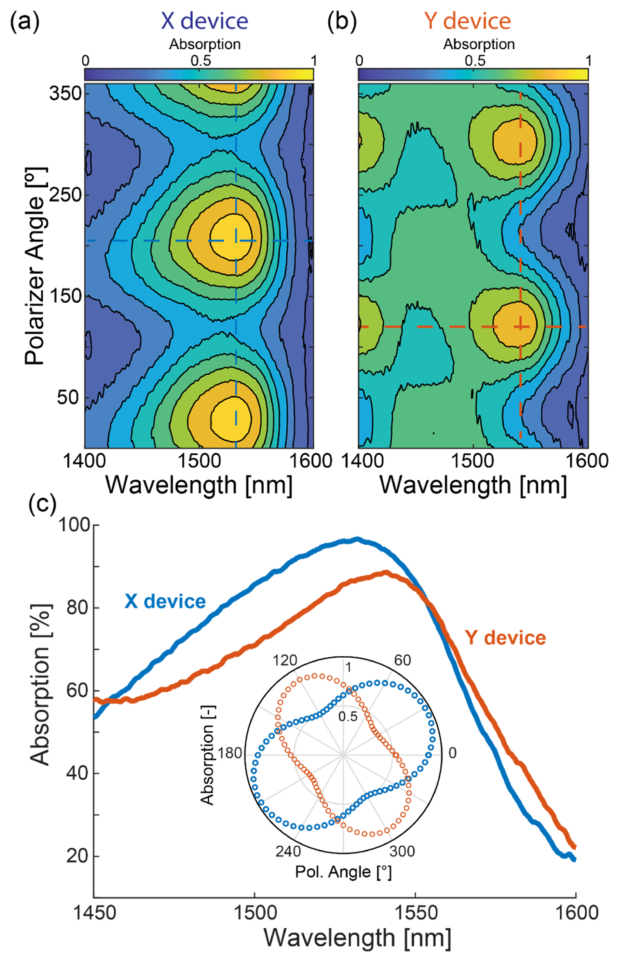 (a) X device (b) Y device
Absorption Absorption
0 0.5 1 0 0.5 1
Polarizer Angle [º]
350
250
150
50
1400 1500 1600 1400 1500 1600
Wavelength [nm] Wavelength [nm]
(c)
Absorption [%]
100
80
60
40
20
X device
Y device
120 1 60
0.5
Absorption [-]
180 0
240 300
Pol. Angle [°]
1450 1500 1550 1600
Wavelength [nm]